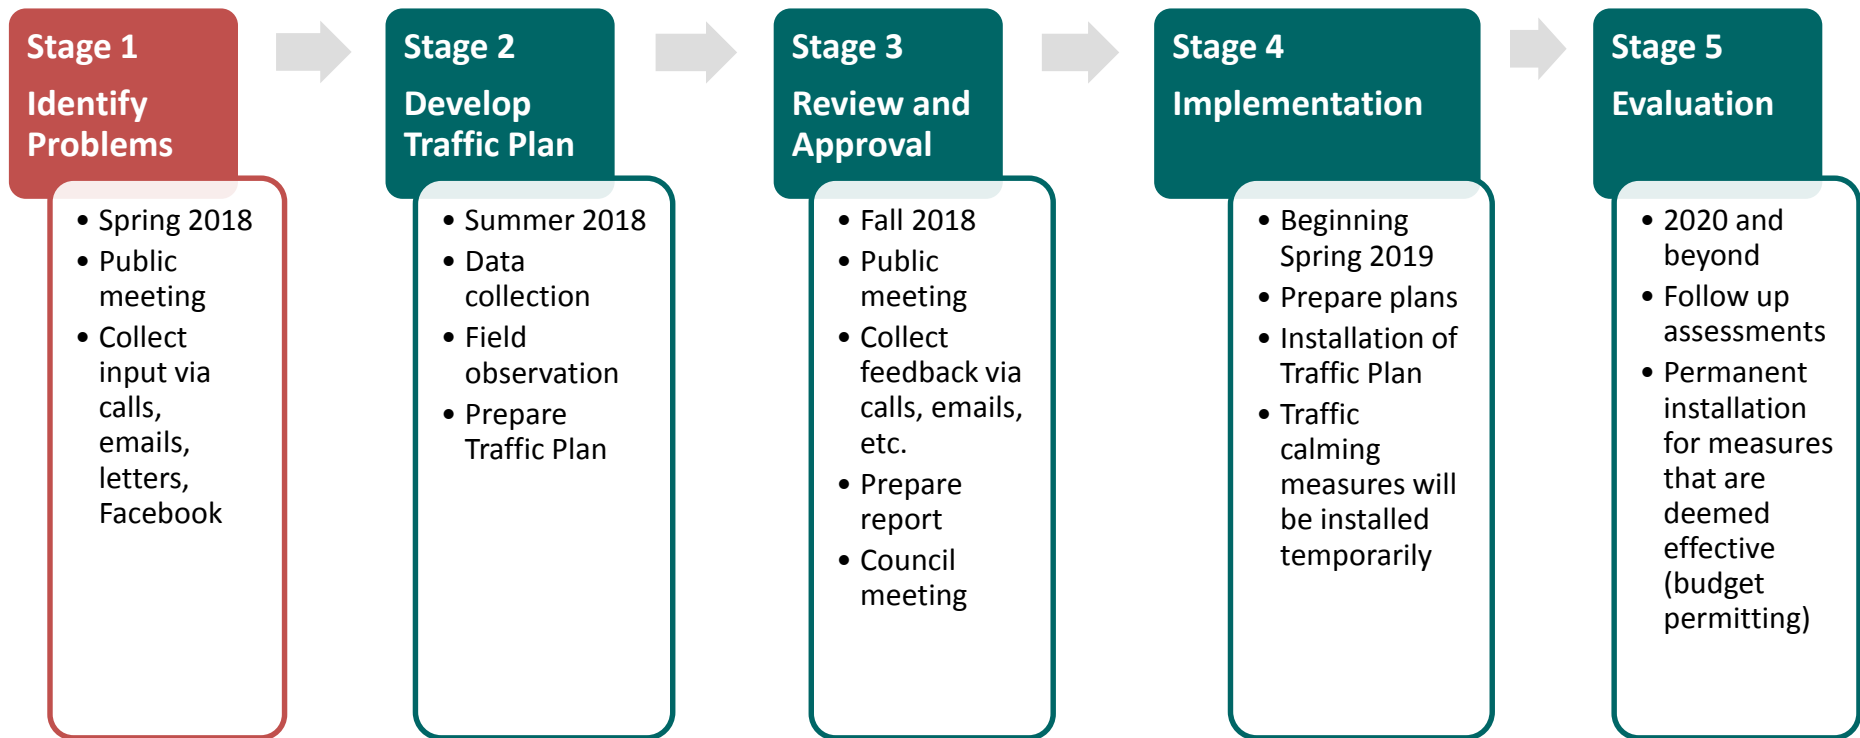 Stage 1
Identify
Problems
• Spring 2018
• Public
meeting
• Collect
input via
calls,
emails,
letters,
Facebook
Stage 2
Develop
Traffic Plan
• Summer 2018
• Data
collection
• Field
observation
• Prepare
Traffic Plan
Stage 3
Review and
Approval
• Fall 2018
• Public
meeting
• Collect
feedback via
calls, emails,
etc.
• Prepare
report
• Council
meeting
Stage 4
Implementation
• Beginning
Spring 2019
• Prepare plans
• Installation of
Traffic Plan
• Traffic
calming
measures will
be installed
temporarily
Stage 5
Evaluation
• 2020 and
beyond
• Follow up
assessments
• Permanent
installation
for measures
that are
deemed
effective
(budget
permitting)